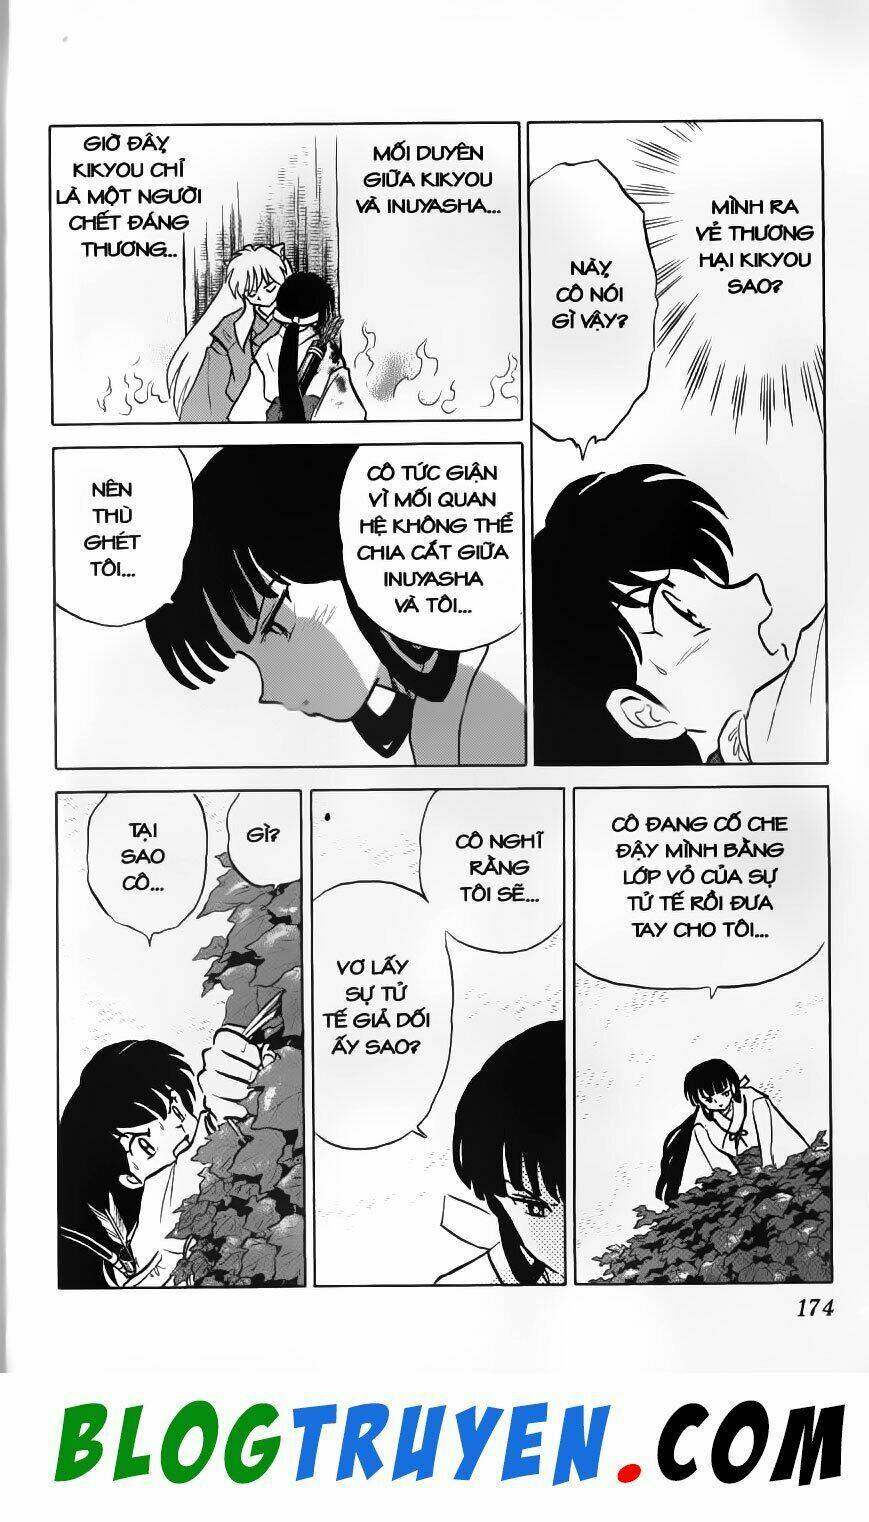 MÌNH RA
VẺ THƯƠNG
HẠI KIKYOU
SAO?
NÀY,
CÔ NÓI
GÌ VẬY?
MỐI DUYÊN
GIỮA KIKYOU
VÀ INUYASHA...
GIỜ ĐÂY,
KIKYOU CHỈ
LÀ MỘT NGƯỜI
CHẾT ĐÁNG
THƯƠNG...
CÔ TỨC GIẬN
VÌ MỐI QUAN
HỆ KHÔNG THỂ
CHIA CẮT GIỮA
INUYASHA
VÀ TÔI...
NÊN
THÙ
GHÉT
TÔI...
CÔ ĐANG CỐ CHE
ĐẬY MÌNH BẰNG
LỚP VỎ CỦA SỰ
TỬ TẾ RỒI ĐƯA
TAY CHO TÔI...
CÔ NGHĨ
RẰNG
TÔI SẼ...
VƠ LẤY
SỰ TỬ
TẾ GIẢ DỐI
ẤY SAO?
GÌ?
TẠI
SAO
CÔ...
174
BLOGTRUYEN.COM